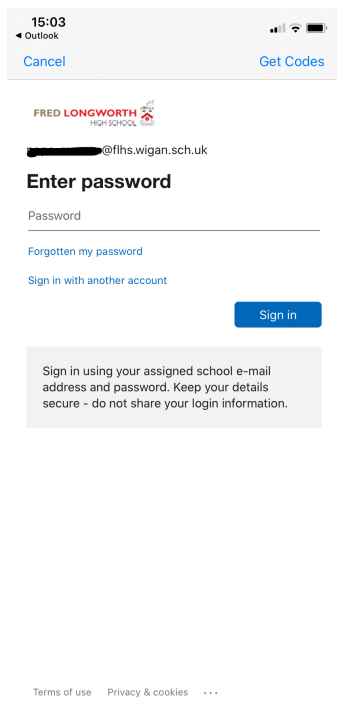 15:03
◀ Outlook
Cancel
Get Codes
FRED LONGWORTH
HIGH SCHOOL
@flhs.wigan.sch.uk
Enter password
Password
Forgotten my password
Sign in with another account
Sign in
Sign in using your assigned school e-mail
address and password. Keep your details
secure - do not share your login information.
Terms of use
Privacy & cookies
...